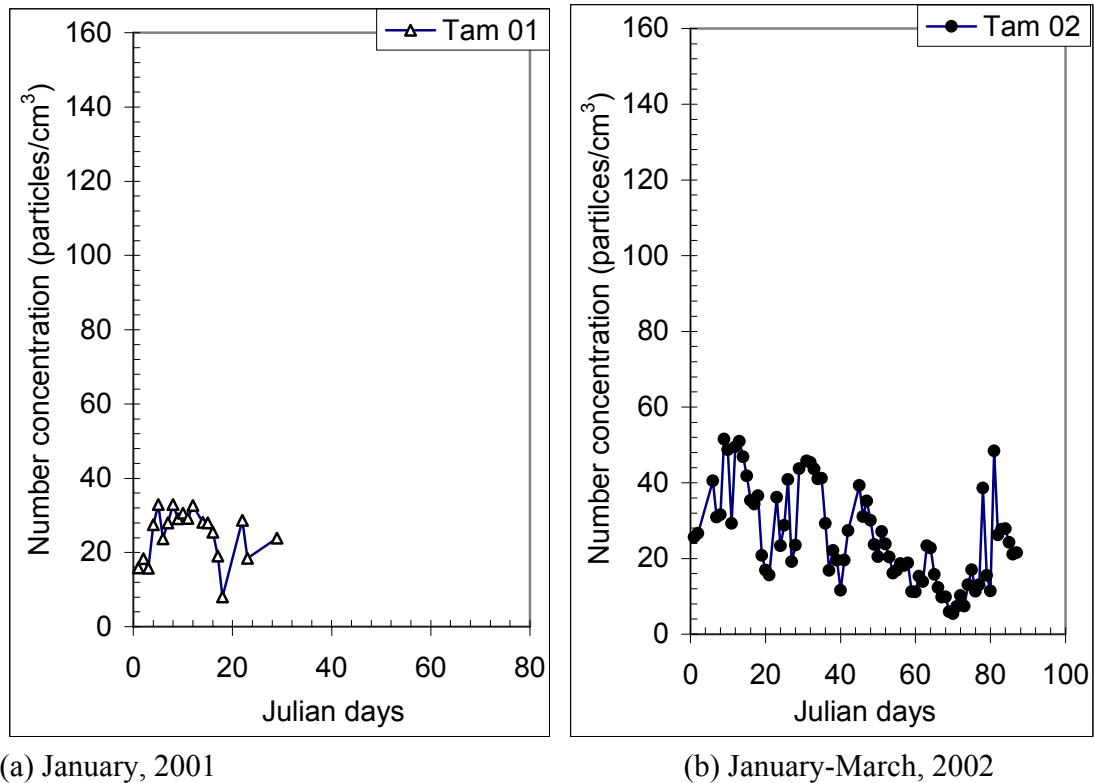 Tam 01
160
140
120
100
80
60
40
20
0
0 20 40 60 80
Number concentration (particles/cm³)
Julian days
(a) January, 2001
Tam 02
160
140
120
100
80
60
40
20
0
0 20 40 60 80 100
Number concentration (partilces/cm³)
Julian days
(b) January-March, 2002